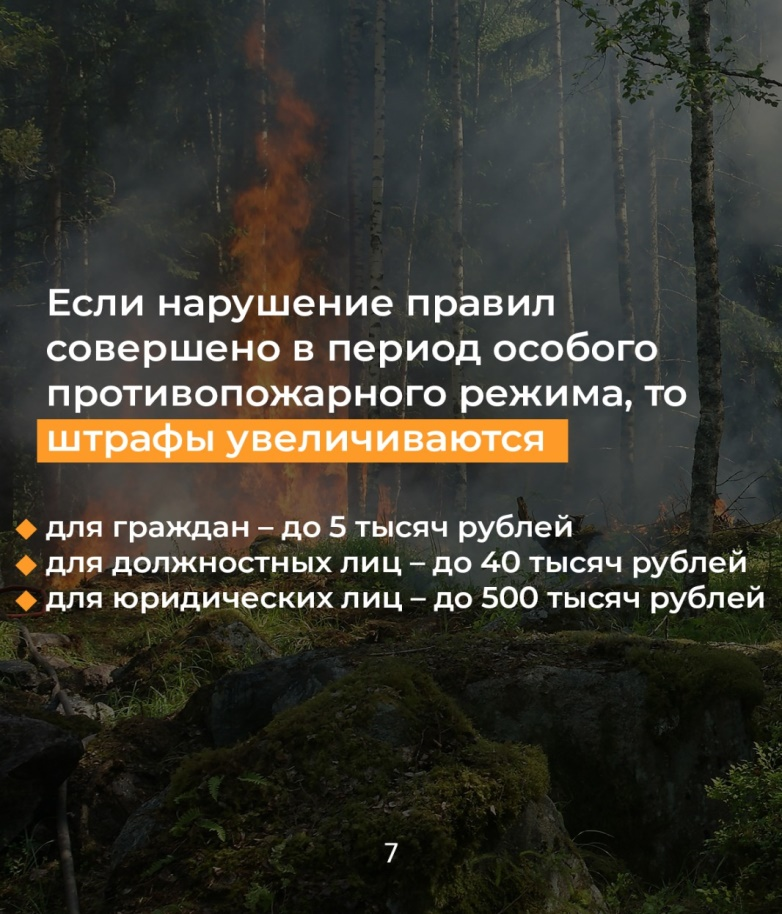 Если нарушение правил
совершено в период особого
противопожарного режима, то
штрафы увеличиваются
для граждан – до 5 тысяч рублей
для должностных лиц – до 40 тысяч рублей
для юридических лиц – до 500 тысяч рублей
7